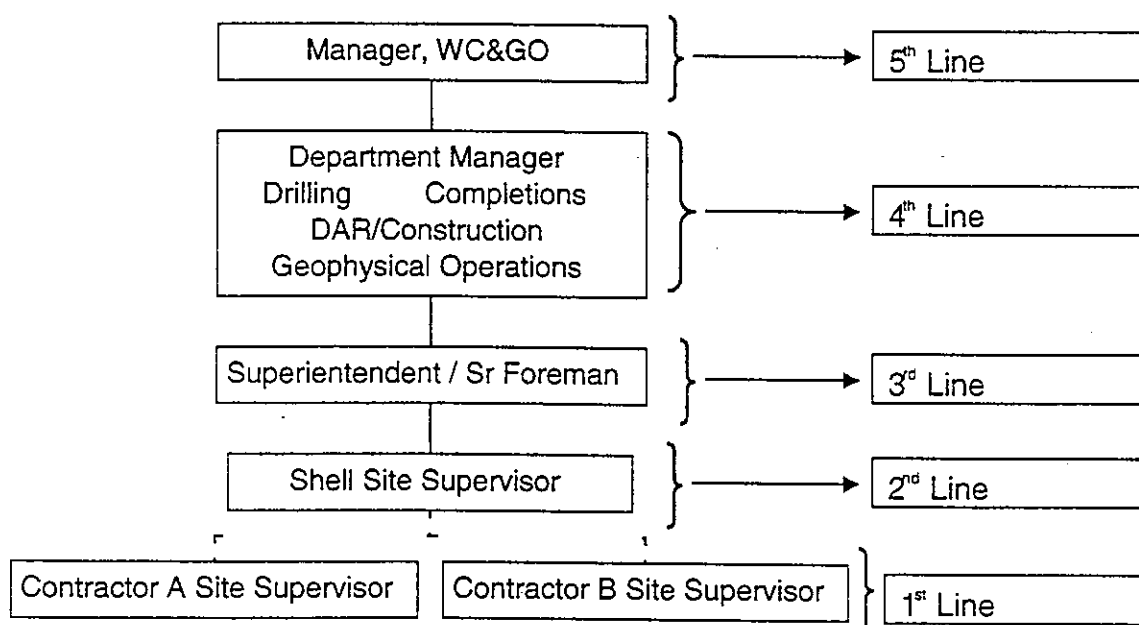 Manager, WC&GO
5th Line
Department Manager
Drilling Completions
DAR/Construction
Geophysical Operations
4th Line
Superientendent / Sr Foreman
3rd Line
Shell Site Supervisor
2nd Line
Contractor A Site Supervisor
Contractor B Site Supervisor
1st Line